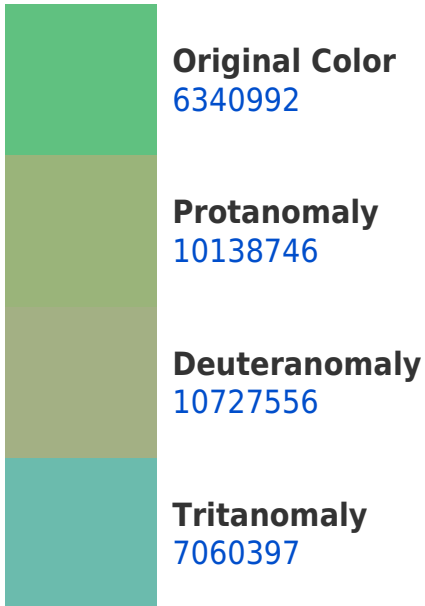 Original Color
6340992
Protanomaly
10138746
Deuteranomaly
10727556
Tritanomaly
7060397